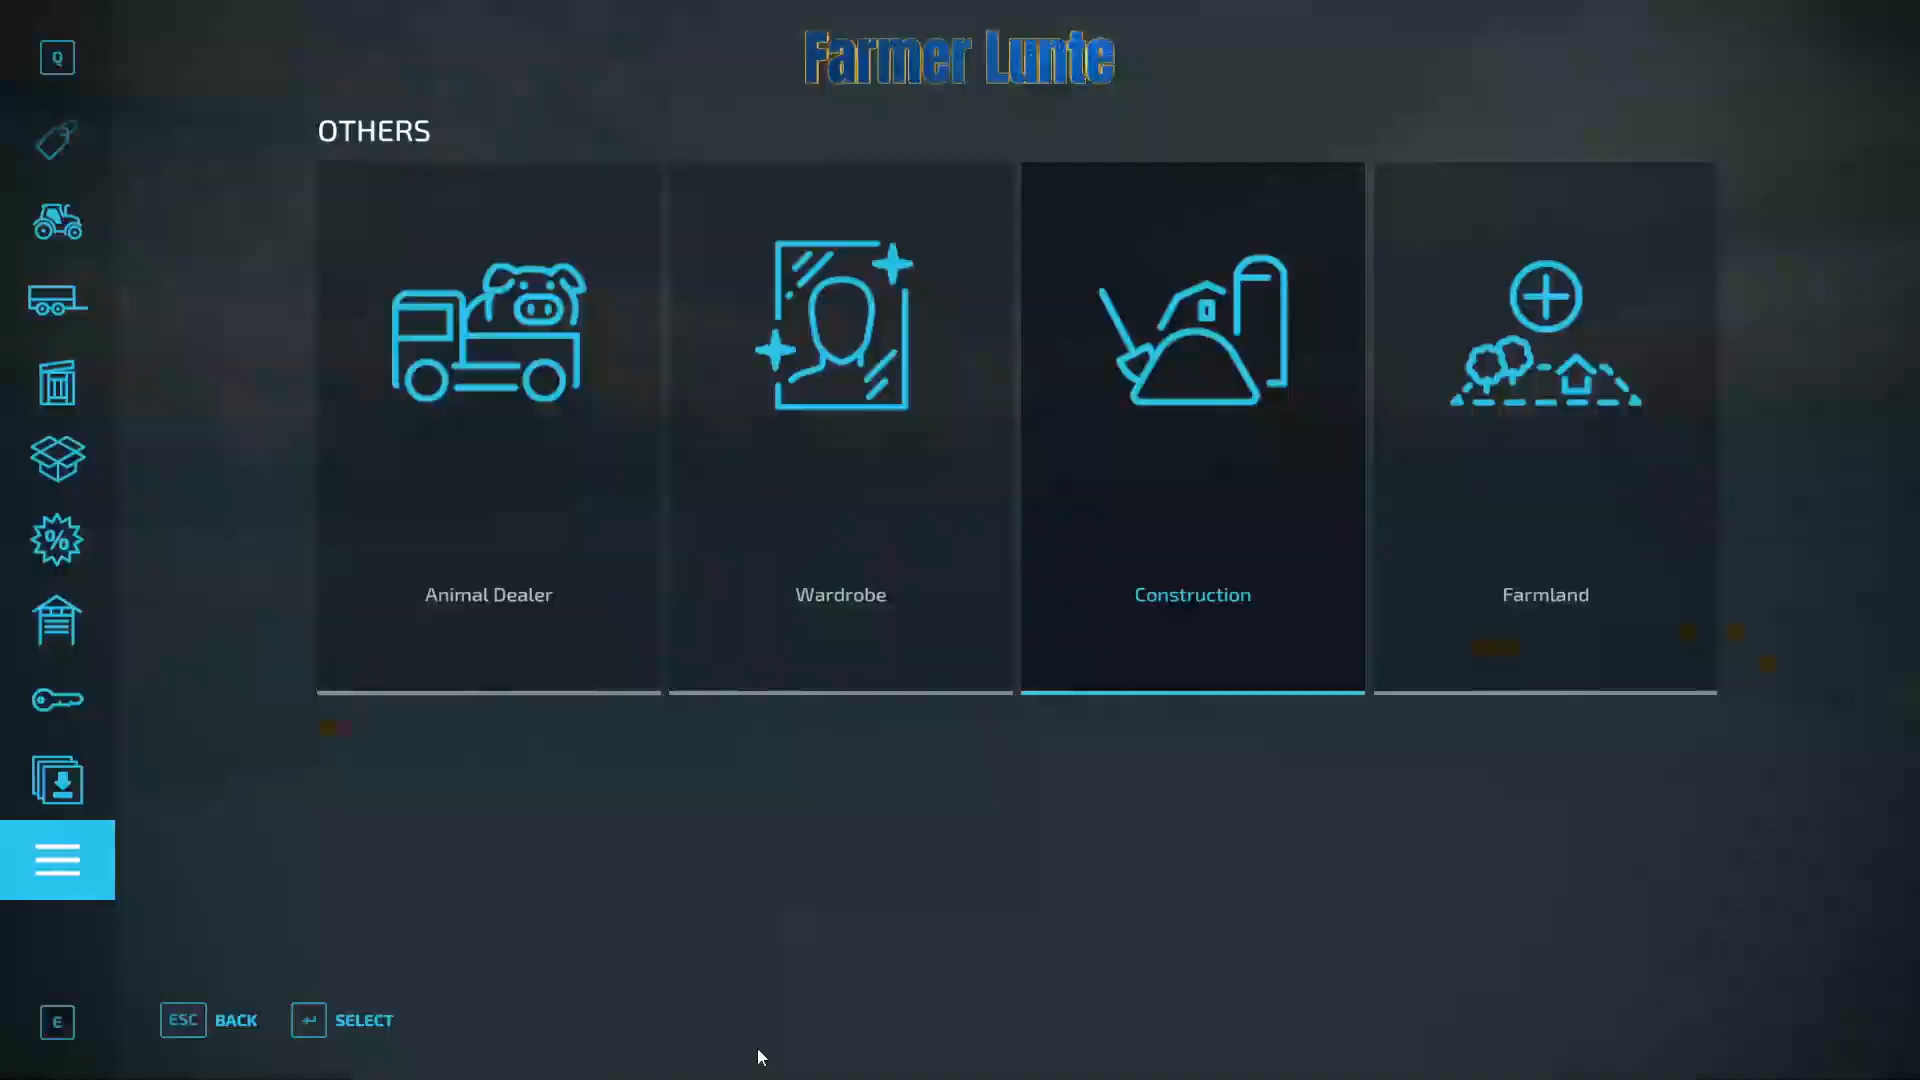 Q
Farmer Lunte
OTHERS
%
Animal Dealer
Wardrobe
Construction
Farmland
E
ESC BACK
SELECT